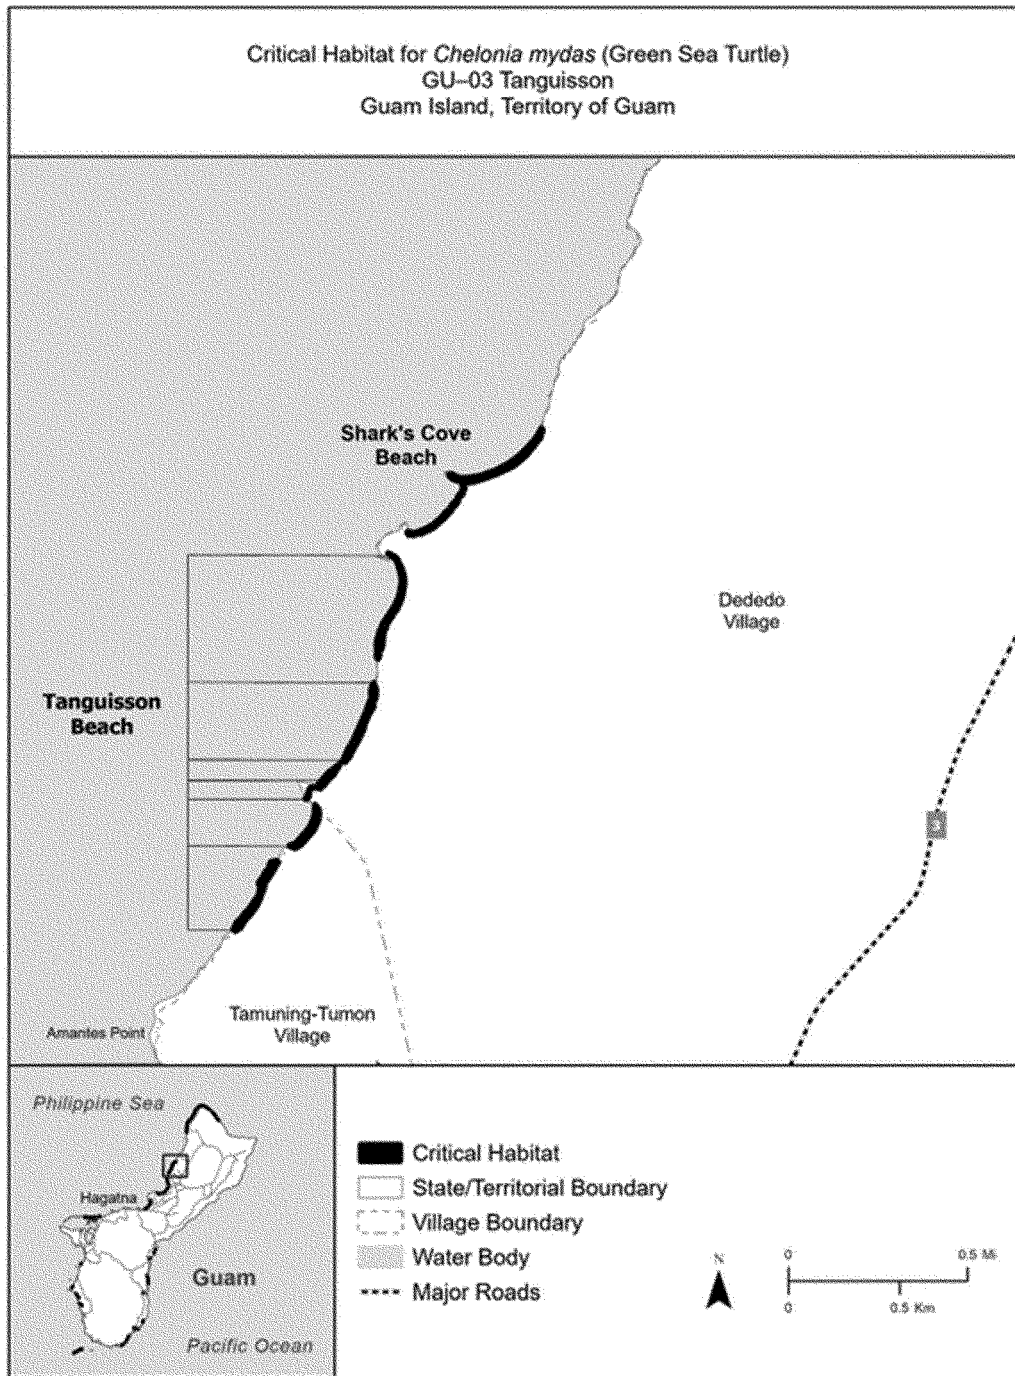 Critical Habitat for Chelonia mydas (Green Sea Turtle)
GU–03 Tanguisson
Guam Island, Territory of Guam
Shark's Cove
Beach
Dededo
Village
Tanguisson
Beach
3
Tamuning-Tumon
Village
Amantes Point
Philippine Sea
Hagatna
Guam
Pacific Ocean
Critical Habitat
State/Territorial Boundary
Village Boundary
Water Body
Major Roads
N
0 0.5 Mi
0 0.5 Km